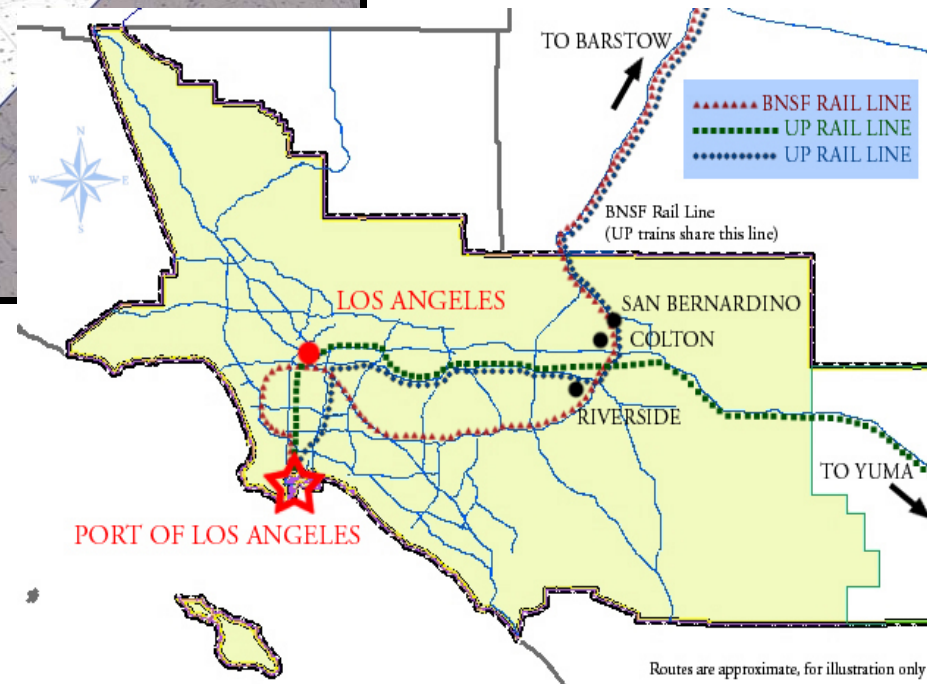 TO BARSTOW
BNSF RAIL LINE
UP RAIL LINE
UP RAIL LINE
N
W E
S
BNSF Rail Line
(UP trains share this line)
LOS ANGELES
SAN BERNARDINO
COLTON
RIVERSIDE
TO YUMA
PORT OF LOS ANGELES
Routes are approximate, for illustration only